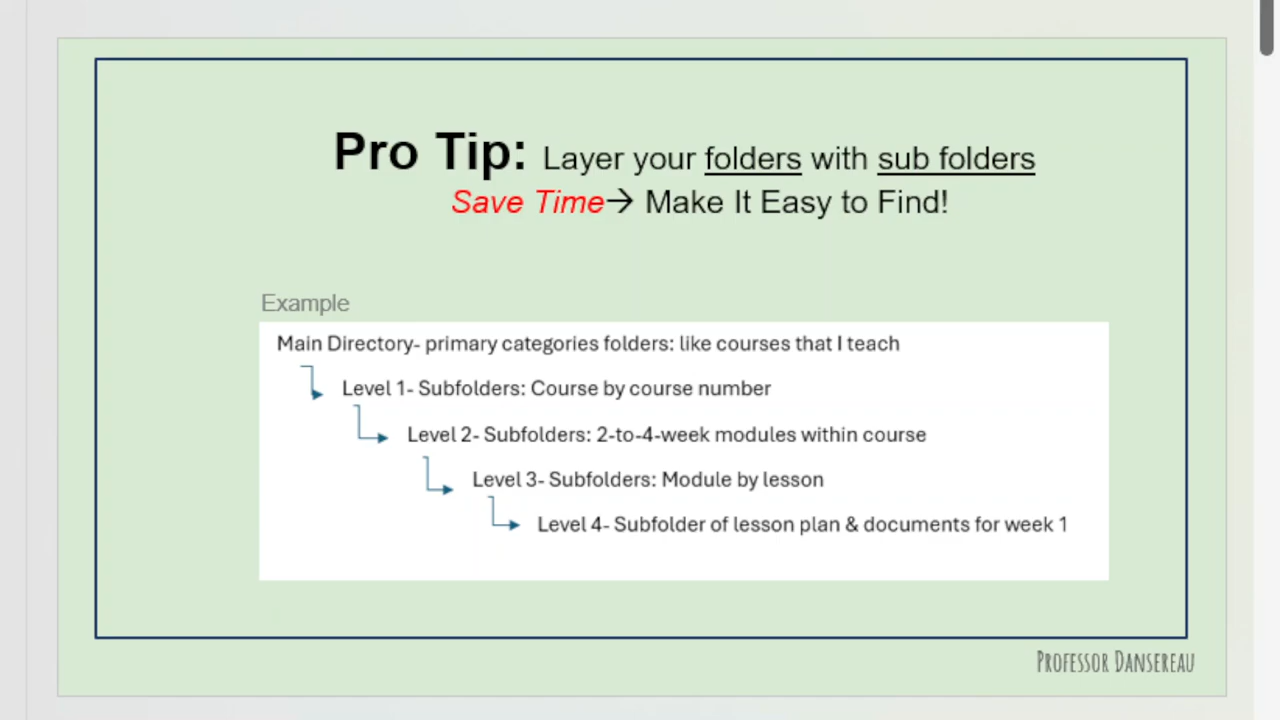 Pro Tip: Layer your folders with sub folders
Save Time→ Make It Easy to Find!
Example
Main Directory- primary categories folders: like courses that I teach
Level 1- Subfolders: Course by course number
Level 2- Subfolders: 2-to-4-week modules within course
Level 3- Subfolders: Module by lesson
Level 4- Subfolder of lesson plan & documents for week 1
Professor Dansereau